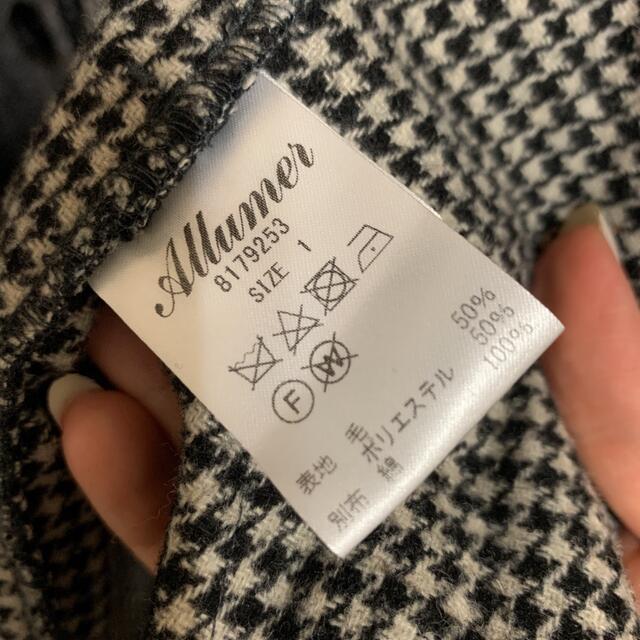 Allumer
8179253
SIZE 1
F W
表地 毛 50%
ポリエステル 50%
別布 綿 100%